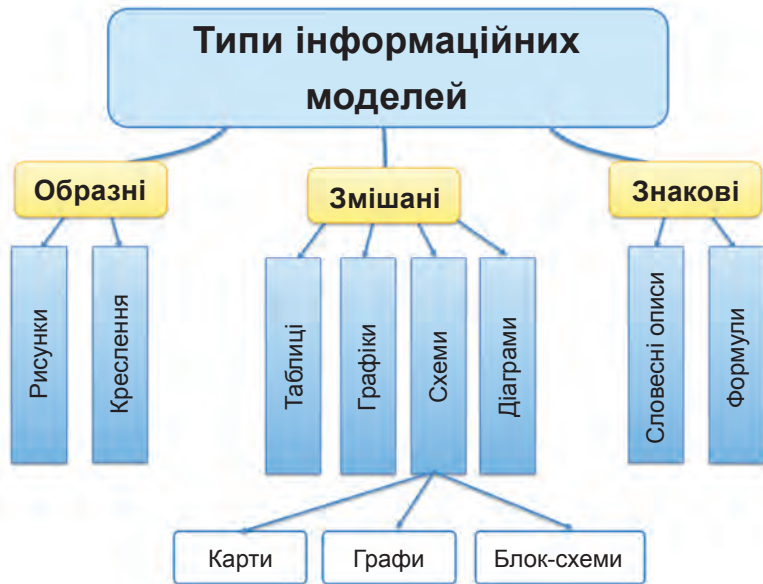 Типи інформаційних
моделей
Образні
Змішані
Знакові
Рисунки
Креслення
Таблиці
Графіки
Схеми
Діаграми
Словесні описи
Формули
Карти
Графи
Блок-схеми